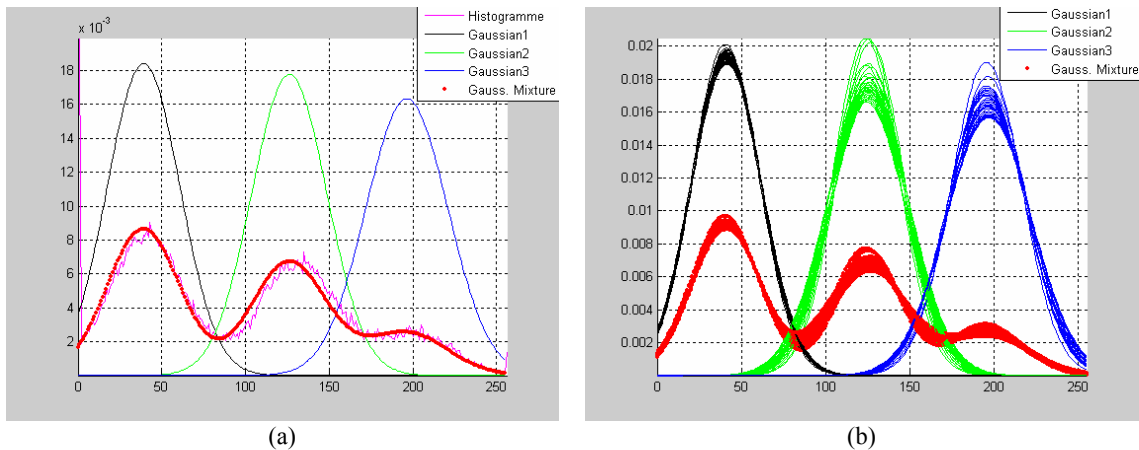 x 10⁻³
18
16
14
12
10
8
6
4
2
0
50
100
150
200
250
Histogramme
Gaussian1
Gaussian2
Gaussian3
Gauss. Mixture
(a)
0.02
0.018
0.016
0.014
0.012
0.01
0.008
0.006
0.004
0.002
0
50
100
150
200
250
Gaussian1
Gaussian2
Gaussian3
Gauss. Mixture
(b)